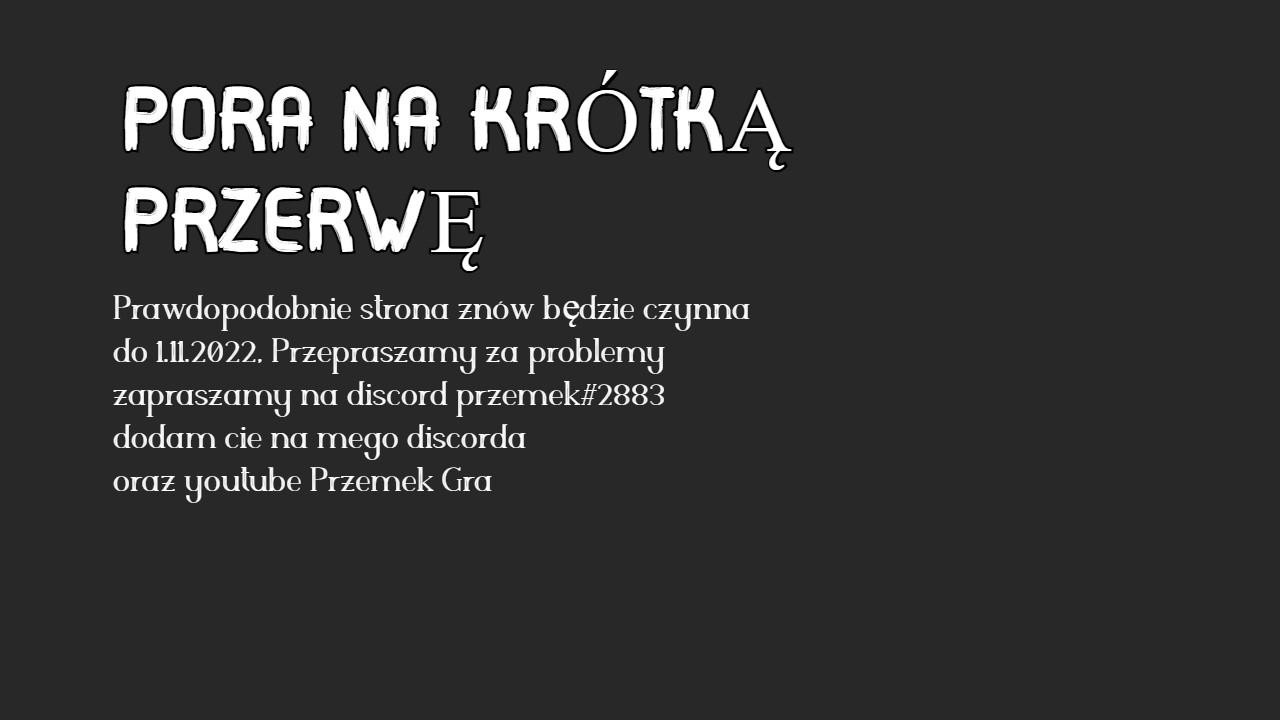 PORA NA KRÓTKĄ
PRZERWĘ
Prawdopodobnie strona znów będzie czynna
do 1.11.2022. Przepraszamy za problemy
zapraszamy na discord przemek#2883
dodam cie na mego discorda
oraz youtube Przemek Gra